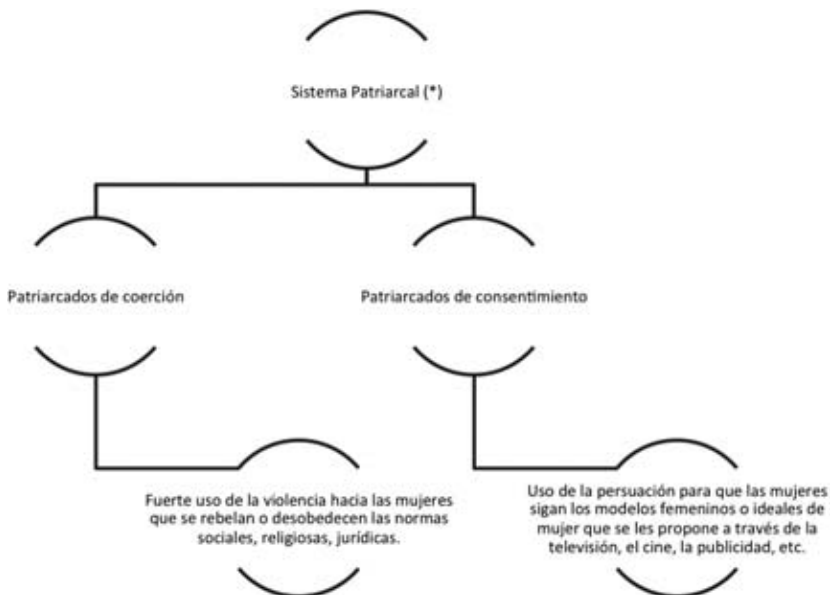 Sistema Patriarcal (*)
Patriarcados de coerción
Patriarcados de consentimiento
Fuerte uso de la violencia hacia las mujeres
que se rebelan o desobedecen las normas
sociales, religiosas, jurídicas.
Uso de la persuación para que las mujeres
sigan los modelos femeninos o ideales de
mujer que se les propone a través de la
televisión, el cine, la publicidad, etc.